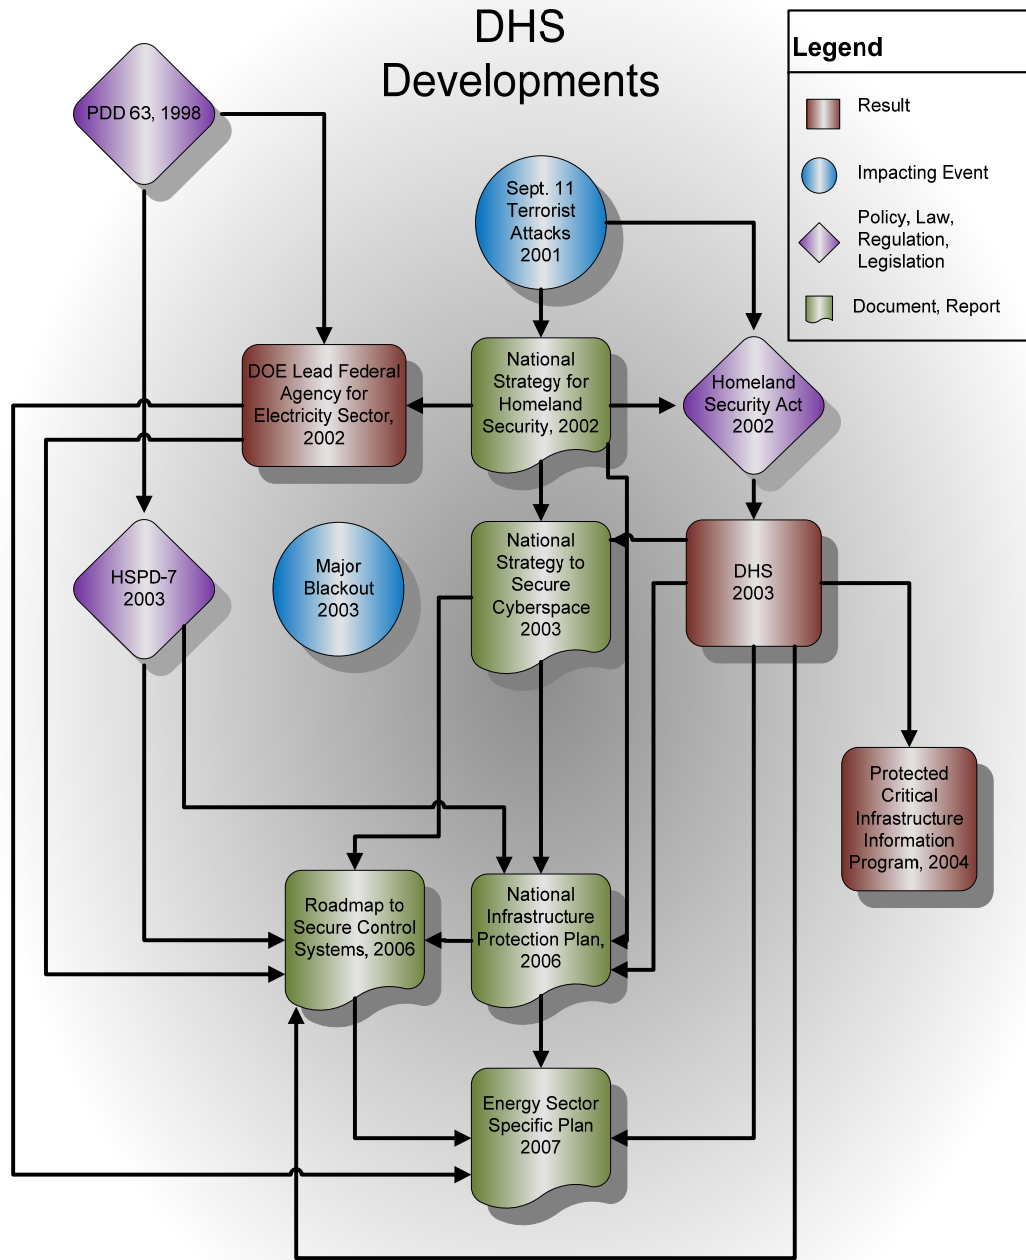 DHS
Developments
Legend
Result
Impacting Event
Policy, Law,
Regulation,
Legislation
Document, Report
PDD 63, 1998
Sept. 11
Terrorist
Attacks
2001
DOE Lead Federal
Agency for
Electricity Sector,
2002
National
Strategy for
Homeland
Security, 2002
Homeland
Security Act
2002
HSPD-7
2003
Major
Blackout
2003
National
Strategy to
Secure
Cyberspace
2003
DHS
2003
Protected
Critical
Infrastructure
Information
Program, 2004
Roadmap to
Secure Control
Systems, 2006
National
Infrastructure
Protection Plan,
2006
Energy Sector
Specific Plan
2007